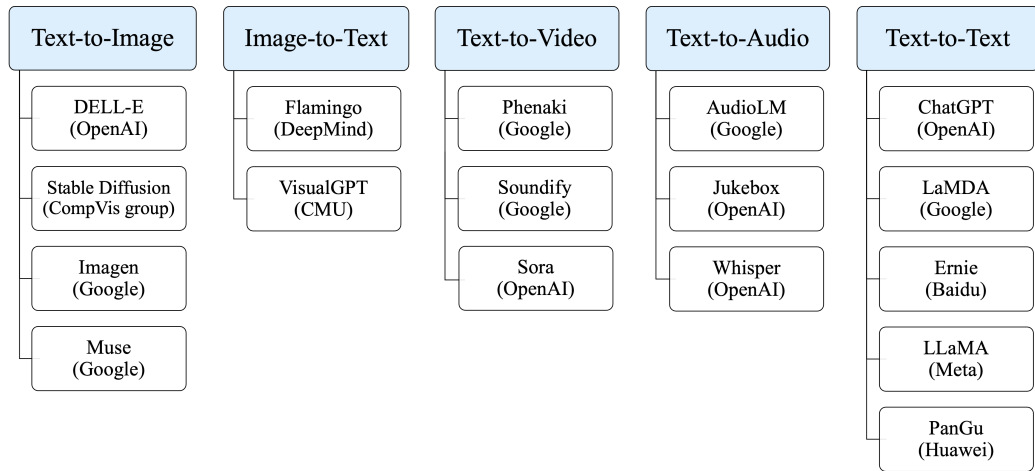 Text-to-Image
DELL-E
(OpenAI)
Stable Diffusion
(CompVis group)
Imagen
(Google)
Muse
(Google)
Image-to-Text
Flamingo
(DeepMind)
VisualGPT
(CMU)
Text-to-Video
Phenaki
(Google)
Soundify
(Google)
Sora
(OpenAI)
Text-to-Audio
AudioLM
(Google)
Jukebox
(OpenAI)
Whisper
(OpenAI)
Text-to-Text
ChatGPT
(OpenAI)
LaMDA
(Google)
Ernie
(Baidu)
LLaMA
(Meta)
PanGu
(Huawei)